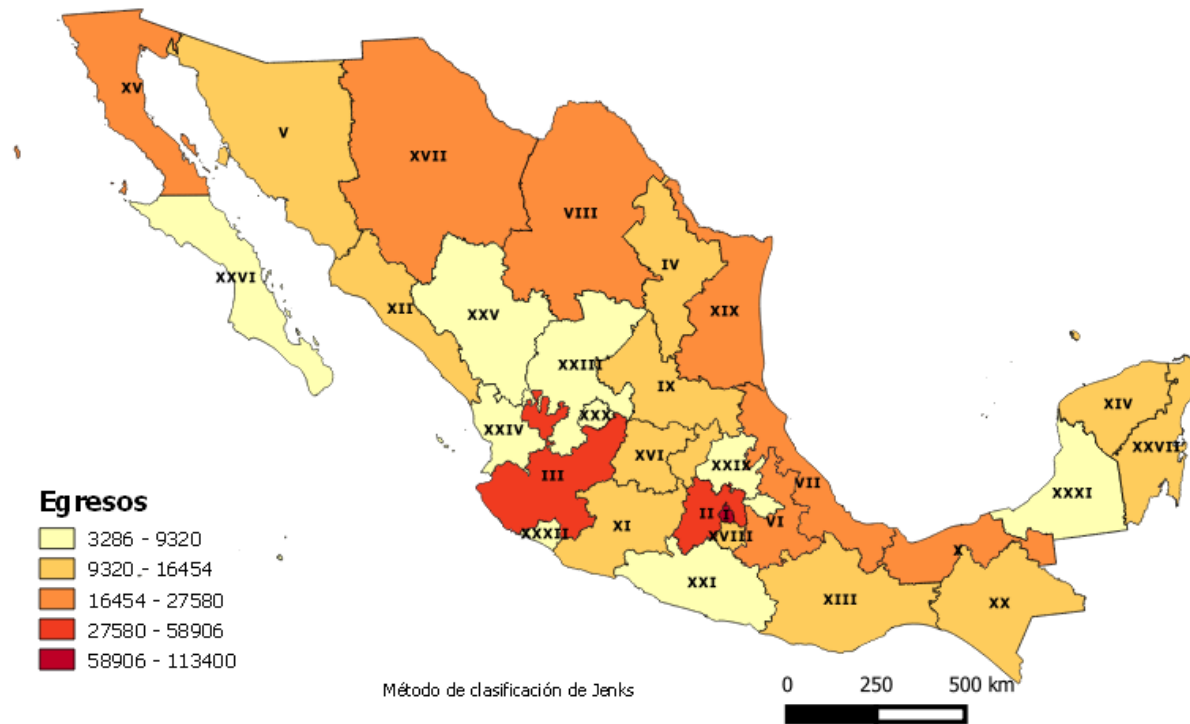 XV
V
XVII
VIII
IV
XXVI
XII
XIX
XXV
XXIII
IX
XXX
XXIV
XIV
XVI
XXIX
XXVII
III
VII
XXXI
II
I
VI
XI
XXXII
XVIII
X
XXI
XIII
XX
Egresos
3286 - 9320
9320 - 16454
16454 - 27580
27580 - 58906
58906 - 113400
Método de clasificación de Jenks
0 250 500 km